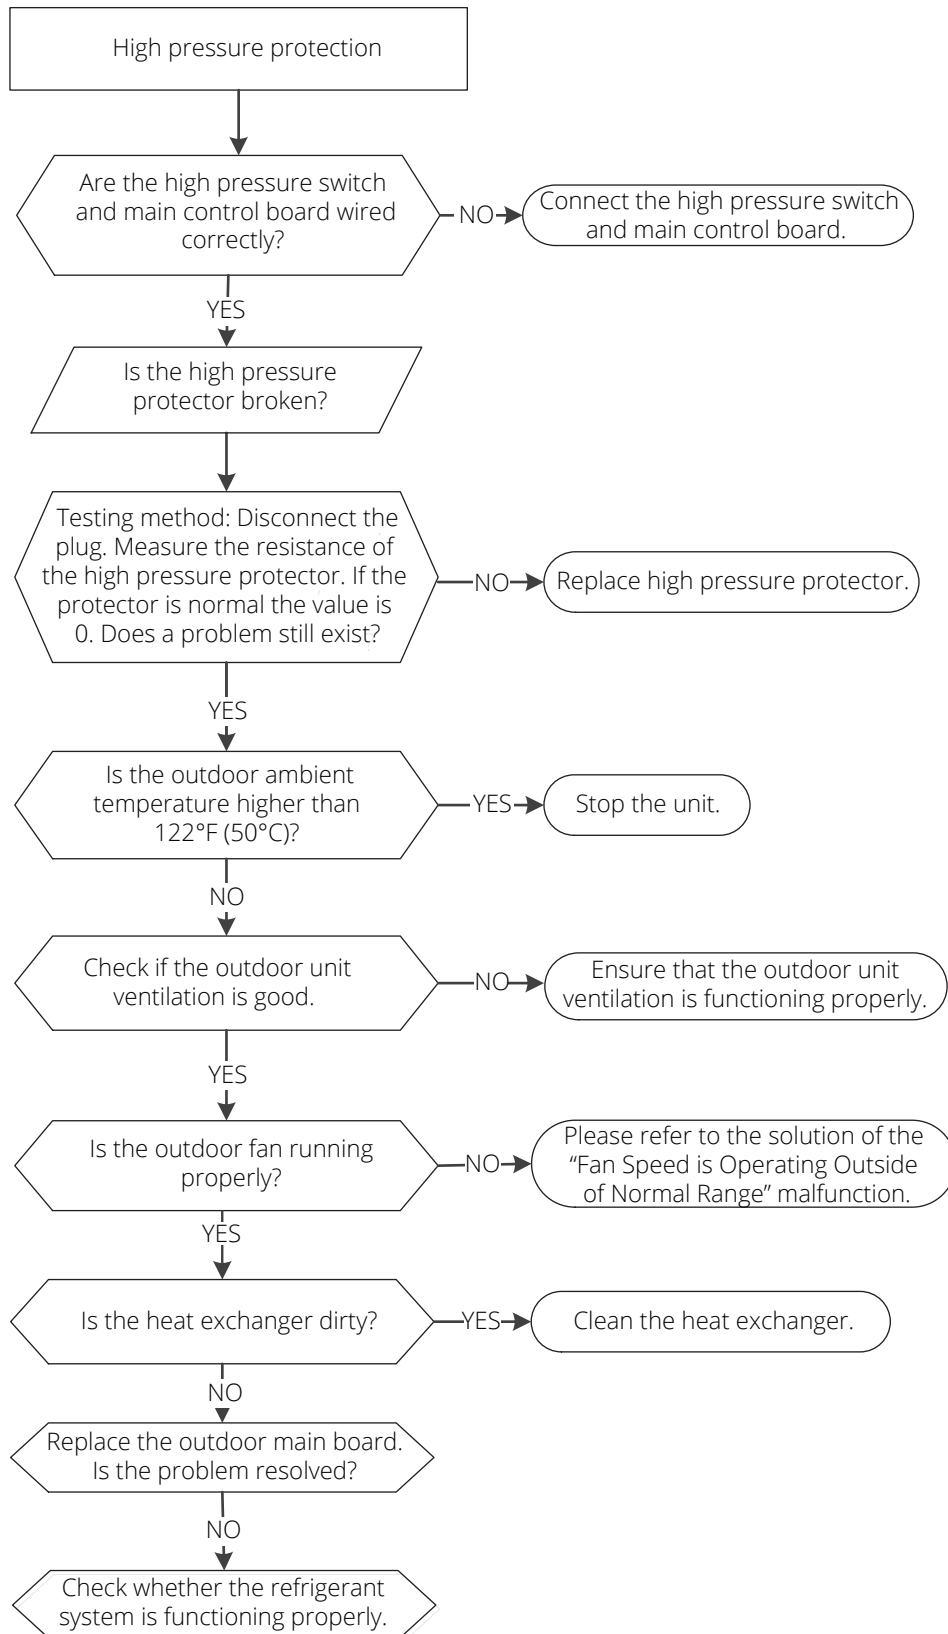 High pressure protection
Are the high pressure switch
and main control board wired
correctly?
NO
Connect the high pressure switch
and main control board.
YES
Is the high pressure
protector broken?
Testing method: Disconnect the
plug. Measure the resistance of
the high pressure protector. If the
protector is normal the value is
0. Does a problem still exist?
NO
Replace high pressure protector.
YES
Is the outdoor ambient
temperature higher than
122°F (50°C)?
YES
Stop the unit.
NO
Check if the outdoor unit
ventilation is good.
NO
Ensure that the outdoor unit
ventilation is functioning properly.
YES
Is the outdoor fan running
properly?
NO
Please refer to the solution of the
“Fan Speed is Operating Outside
of Normal Range” malfunction.
YES
Is the heat exchanger dirty?
YES
Clean the heat exchanger.
NO
Replace the outdoor main board.
Is the problem resolved?
NO
Check whether the refrigerant
system is functioning properly.